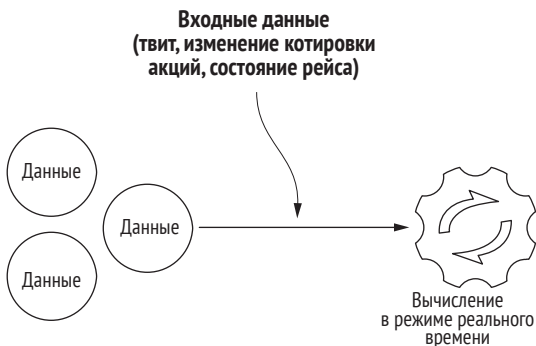 Входные данные
(твит, изменение котировки
акций, состояние рейса)
Данные
Данные
Данные
Вычисление
в режиме реального
времени